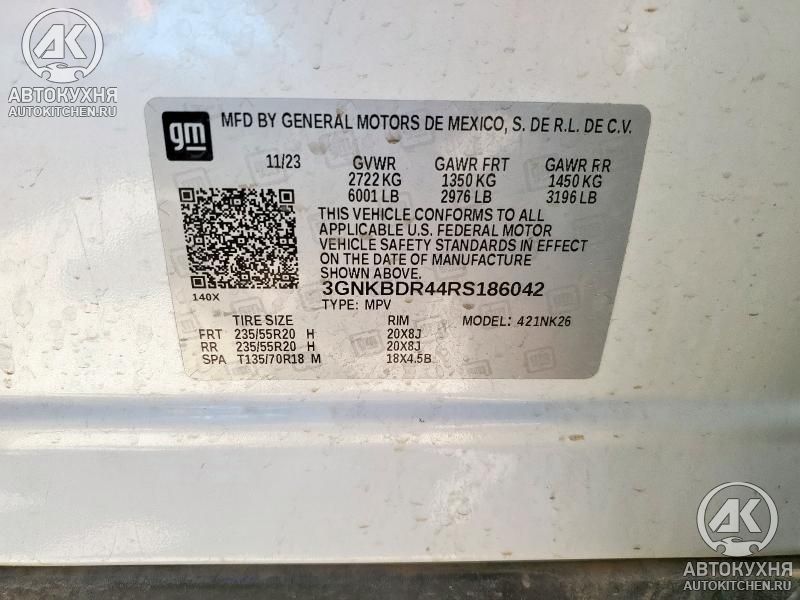 AK
АВТОКУХНЯ
AUTOKITCHEN.RU
gm MFD BY GENERAL MOTORS DE MEXICO, S. DE R.L. DE C.V.
11/23 GVWR GAWR FRT GAWR RR
2722 KG 1350 KG 1450 KG
6001 LB 2976 LB 3196 LB
THIS VEHICLE CONFORMS TO ALL
APPLICABLE U.S. FEDERAL MOTOR
VEHICLE SAFETY STANDARDS IN EFFECT
ON THE DATE OF MANUFACTURE
SHOWN ABOVE.
3GNKBDR44RS186042
140X TYPE: MPV
TIRE SIZE RIM MODEL: 421NK26
FRT 235/55R20 H 20X8J
RR 235/55R20 H 20X8J
SPA T135/70R18 M 18X4.5B
AK
АВТОКУХНЯ
AUTOKITCHEN.RU